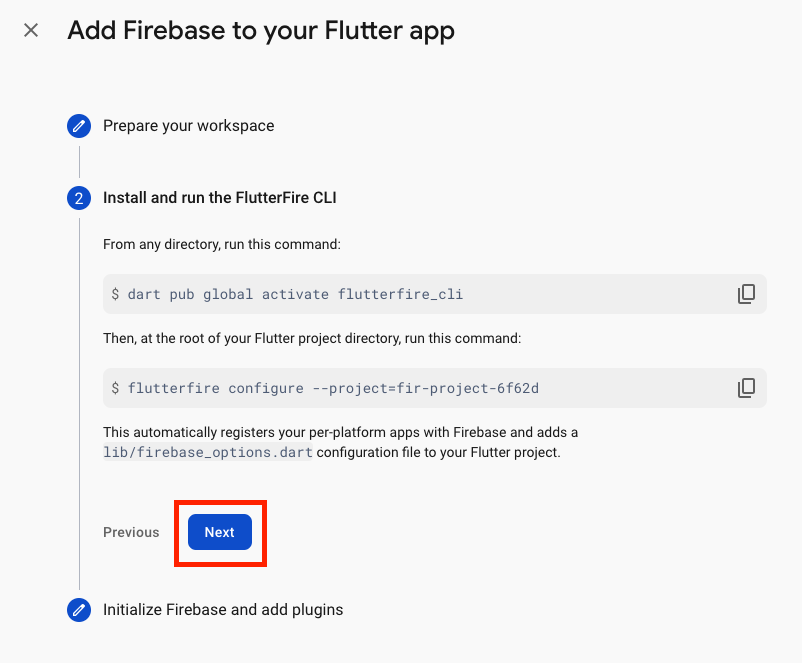 Add Firebase to your Flutter app
Prepare your workspace
2 Install and run the FlutterFire CLI
From any directory, run this command:
$ dart pub global activate flutterfire_cli
Then, at the root of your Flutter project directory, run this command:
$ flutterfire configure --project=fir-project-6f62d
This automatically registers your per-platform apps with Firebase and adds a
lib/firebase_options.dart configuration file to your Flutter project.
Previous Next
Initialize Firebase and add plugins